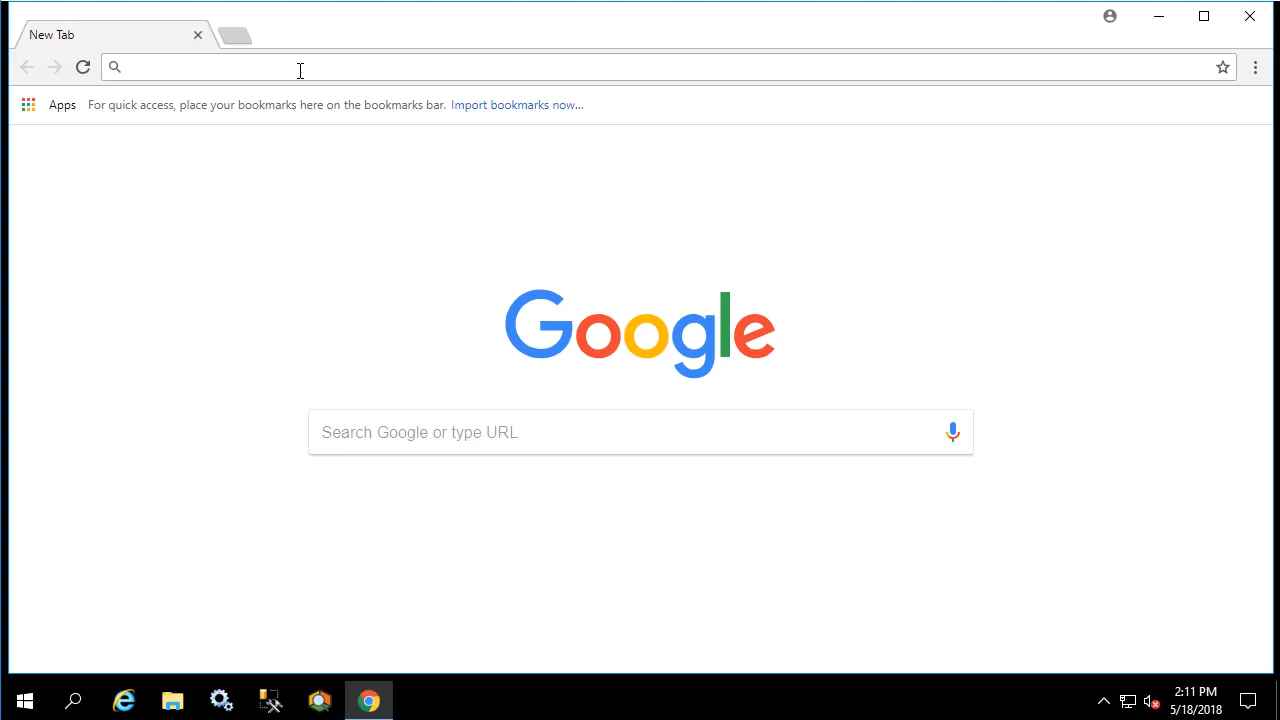 New Tab
Apps For quick access, place your bookmarks here on the bookmarks bar. Import bookmarks now...
Google
Search Google or type URL
2:11 PM
5/18/2018